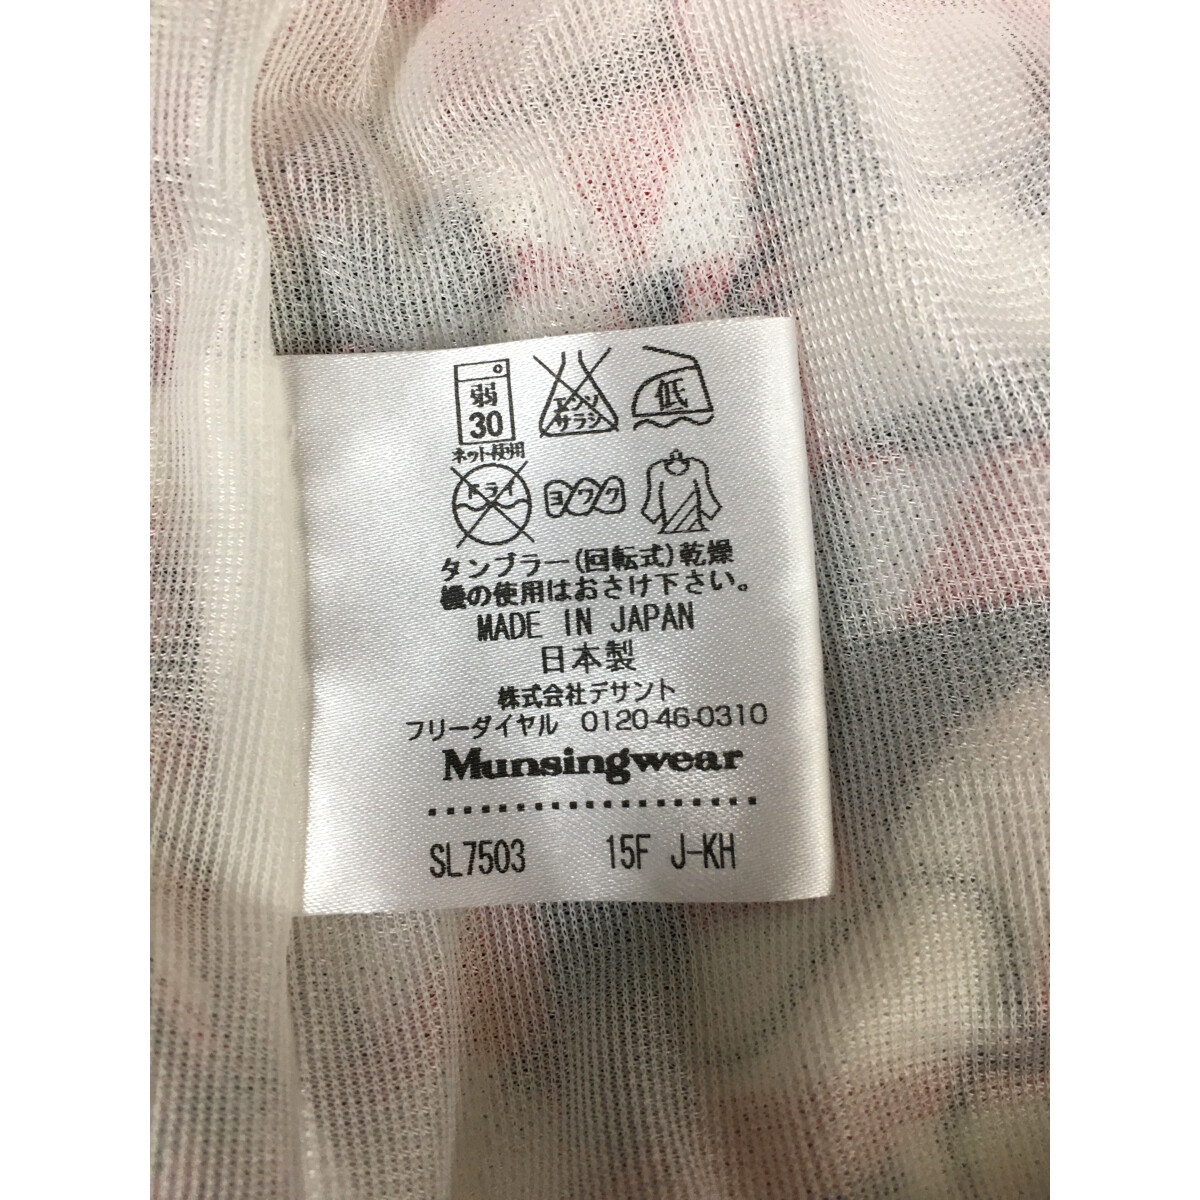 弱 エンソ 低
30 サラシ
ネット使用
ドライ ヨワク
タンブラー(回転式)乾燥
機の使用はおさけ下さい。
MADE IN JAPAN
日本製
株式会社デサント
フリーダイヤル 0120-46-0310
Munsingwear
SL7503 15F J-KH